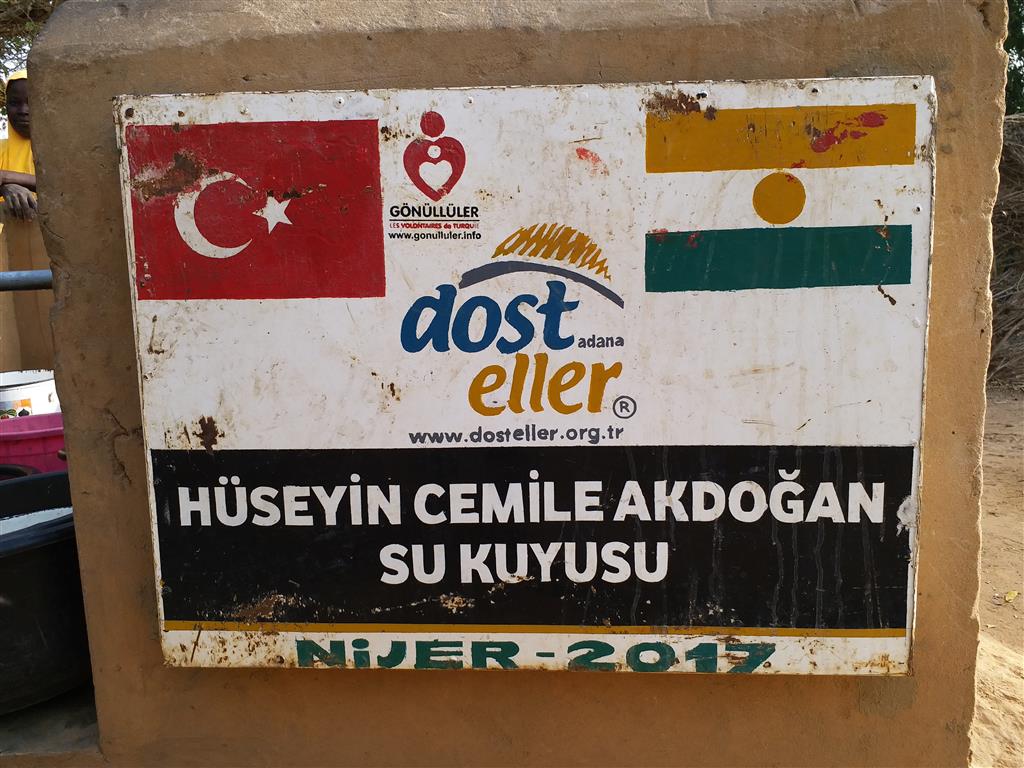 GÖNÜLLÜLER
LES VOLONTAIRES de TURQUIE
www.gonulluler.info
dost
adana
eller ®
www.dosteller.org.tr
HÜSEYİN CEMİLE AKDOĞAN
SU KUYUSU
NİJER - 2017